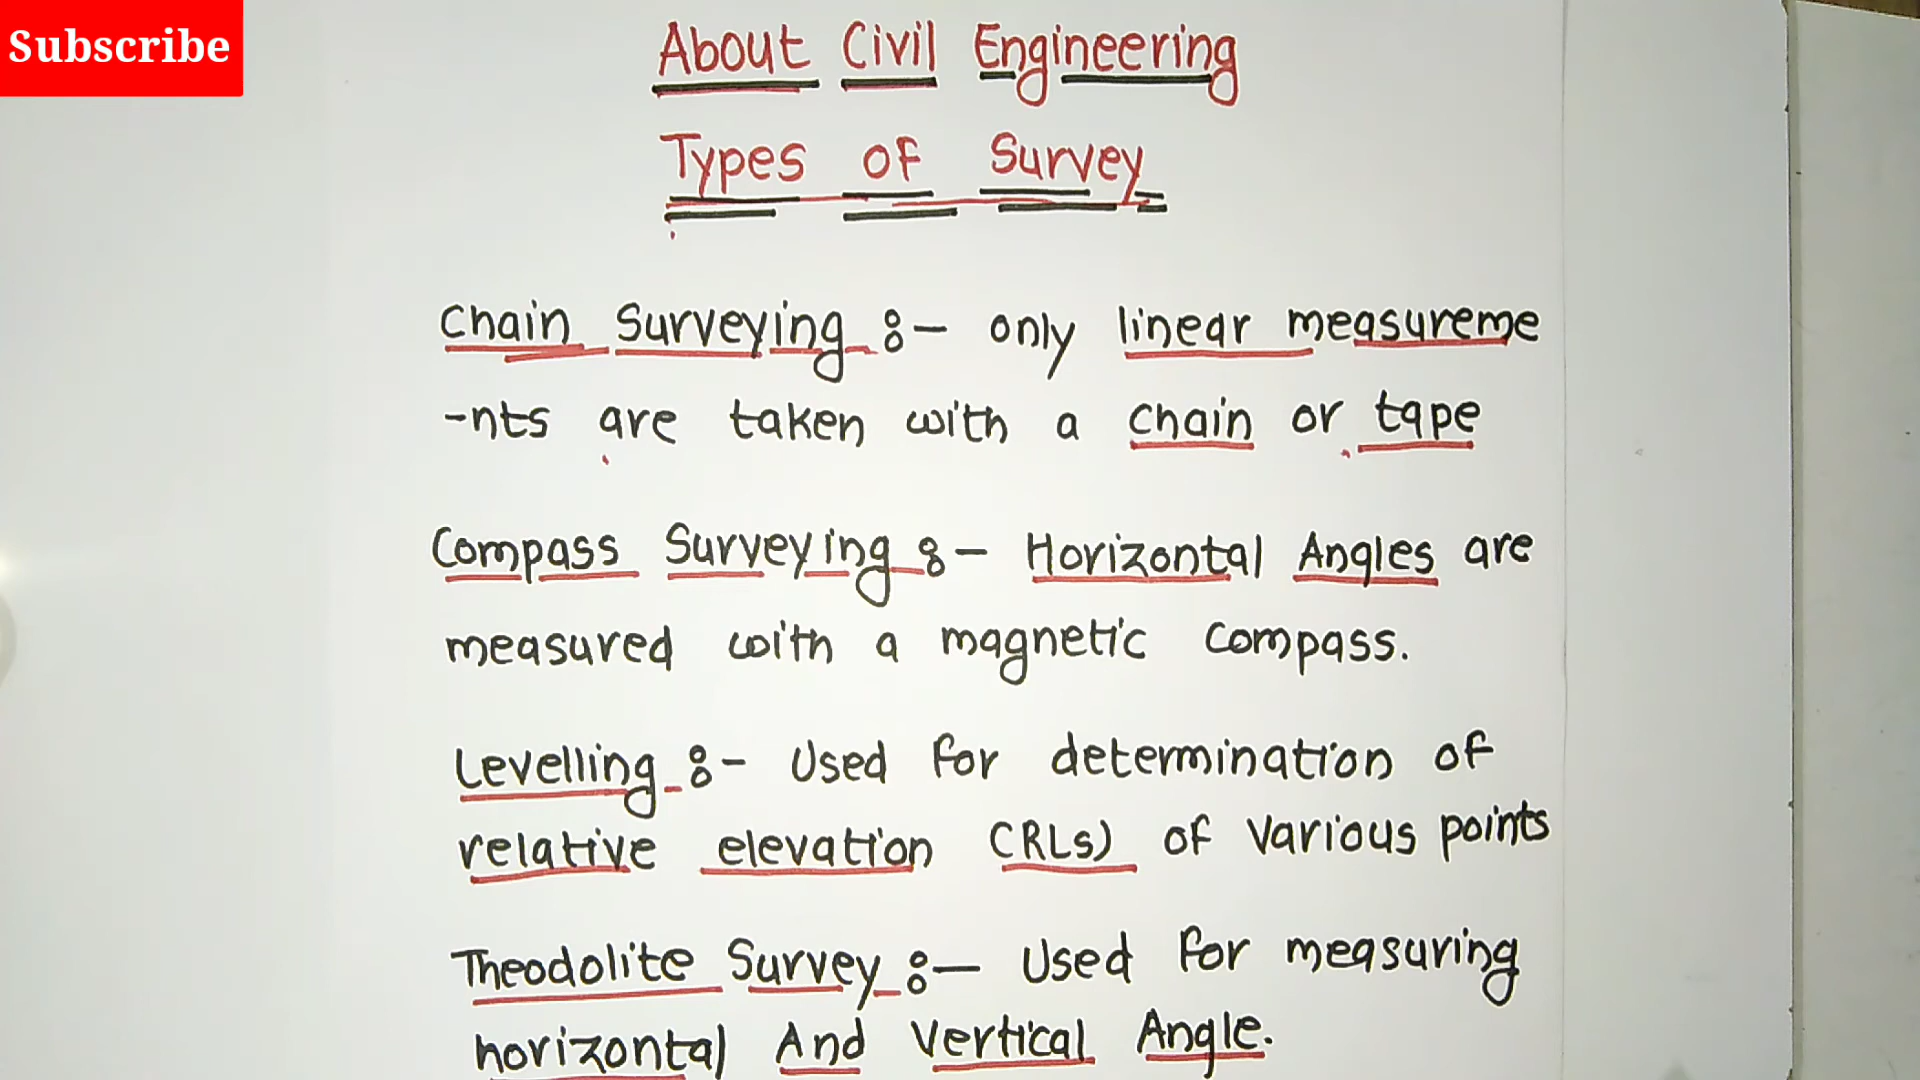 Subscribe
About Civil Engineering
Types of Survey
Chain Surveying :- only linear measureme
-nts are taken with a chain or tape
Compass Surveying :- Horizontal Angles are
measured with a magnetic compass.
Levelling :- Used for determination of
relative elevation (RLs) of various points
Theodolite Survey :- Used for measuring
horizontal And Vertical Angle.